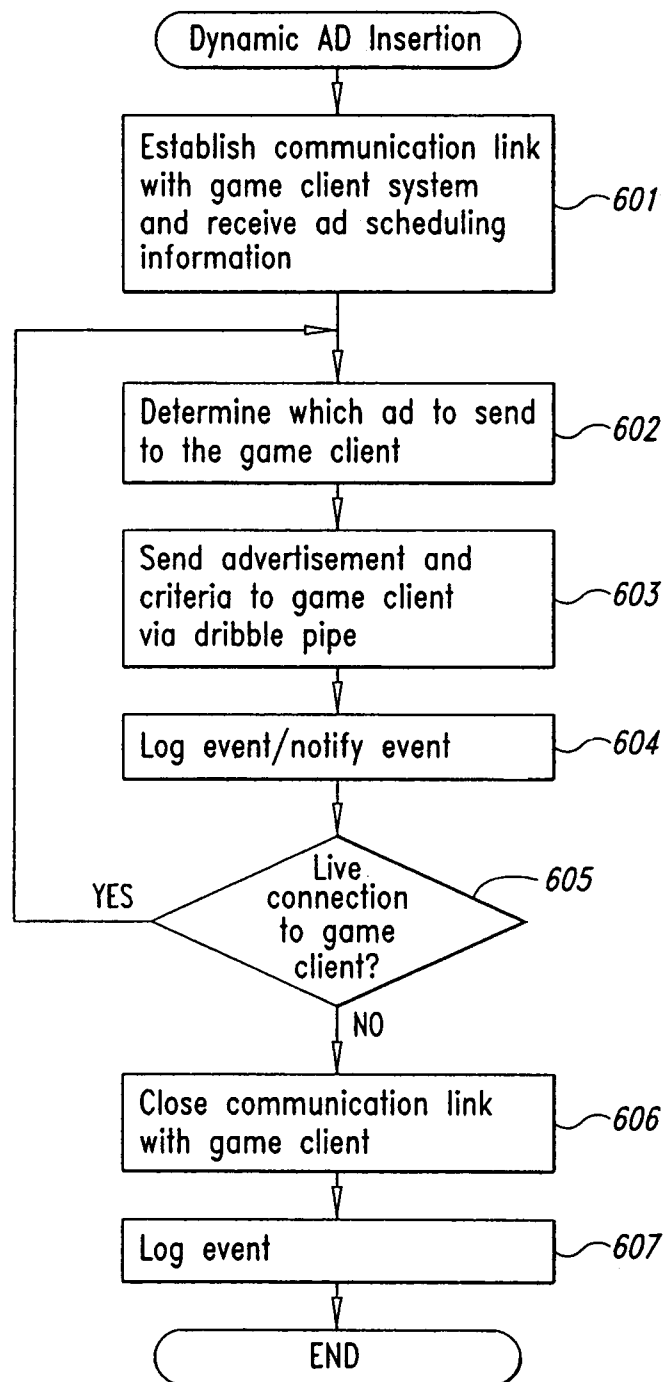 Dynamic AD Insertion
Establish communication link
with game client system
and receive ad scheduling
information
601
Determine which ad to send
to the game client
602
Send advertisement and
criteria to game client
via dribble pipe
603
Log event/notify event
604
Live
connection
to game
client?
605
YES
NO
Close communication link
with game client
606
Log event
607
END